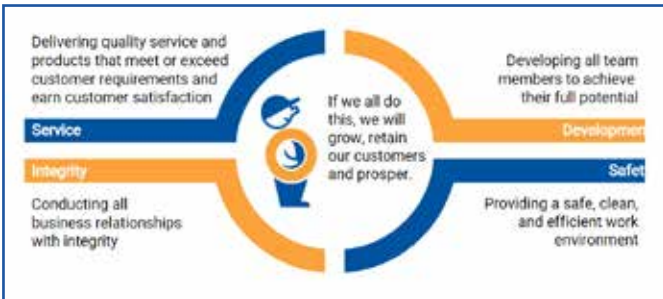 Delivering quality service and
products that meet or exceed
customer requirements and
earn customer satisfaction
Service
Integrity
Conducting all
business relationships
with integrity
If we all do
this, we will
grow, retain
our customers
and prosper.
Developing all team
members to achieve
their full potential
Developmen
Safet
Providing a safe, clean,
and efficient work
environment